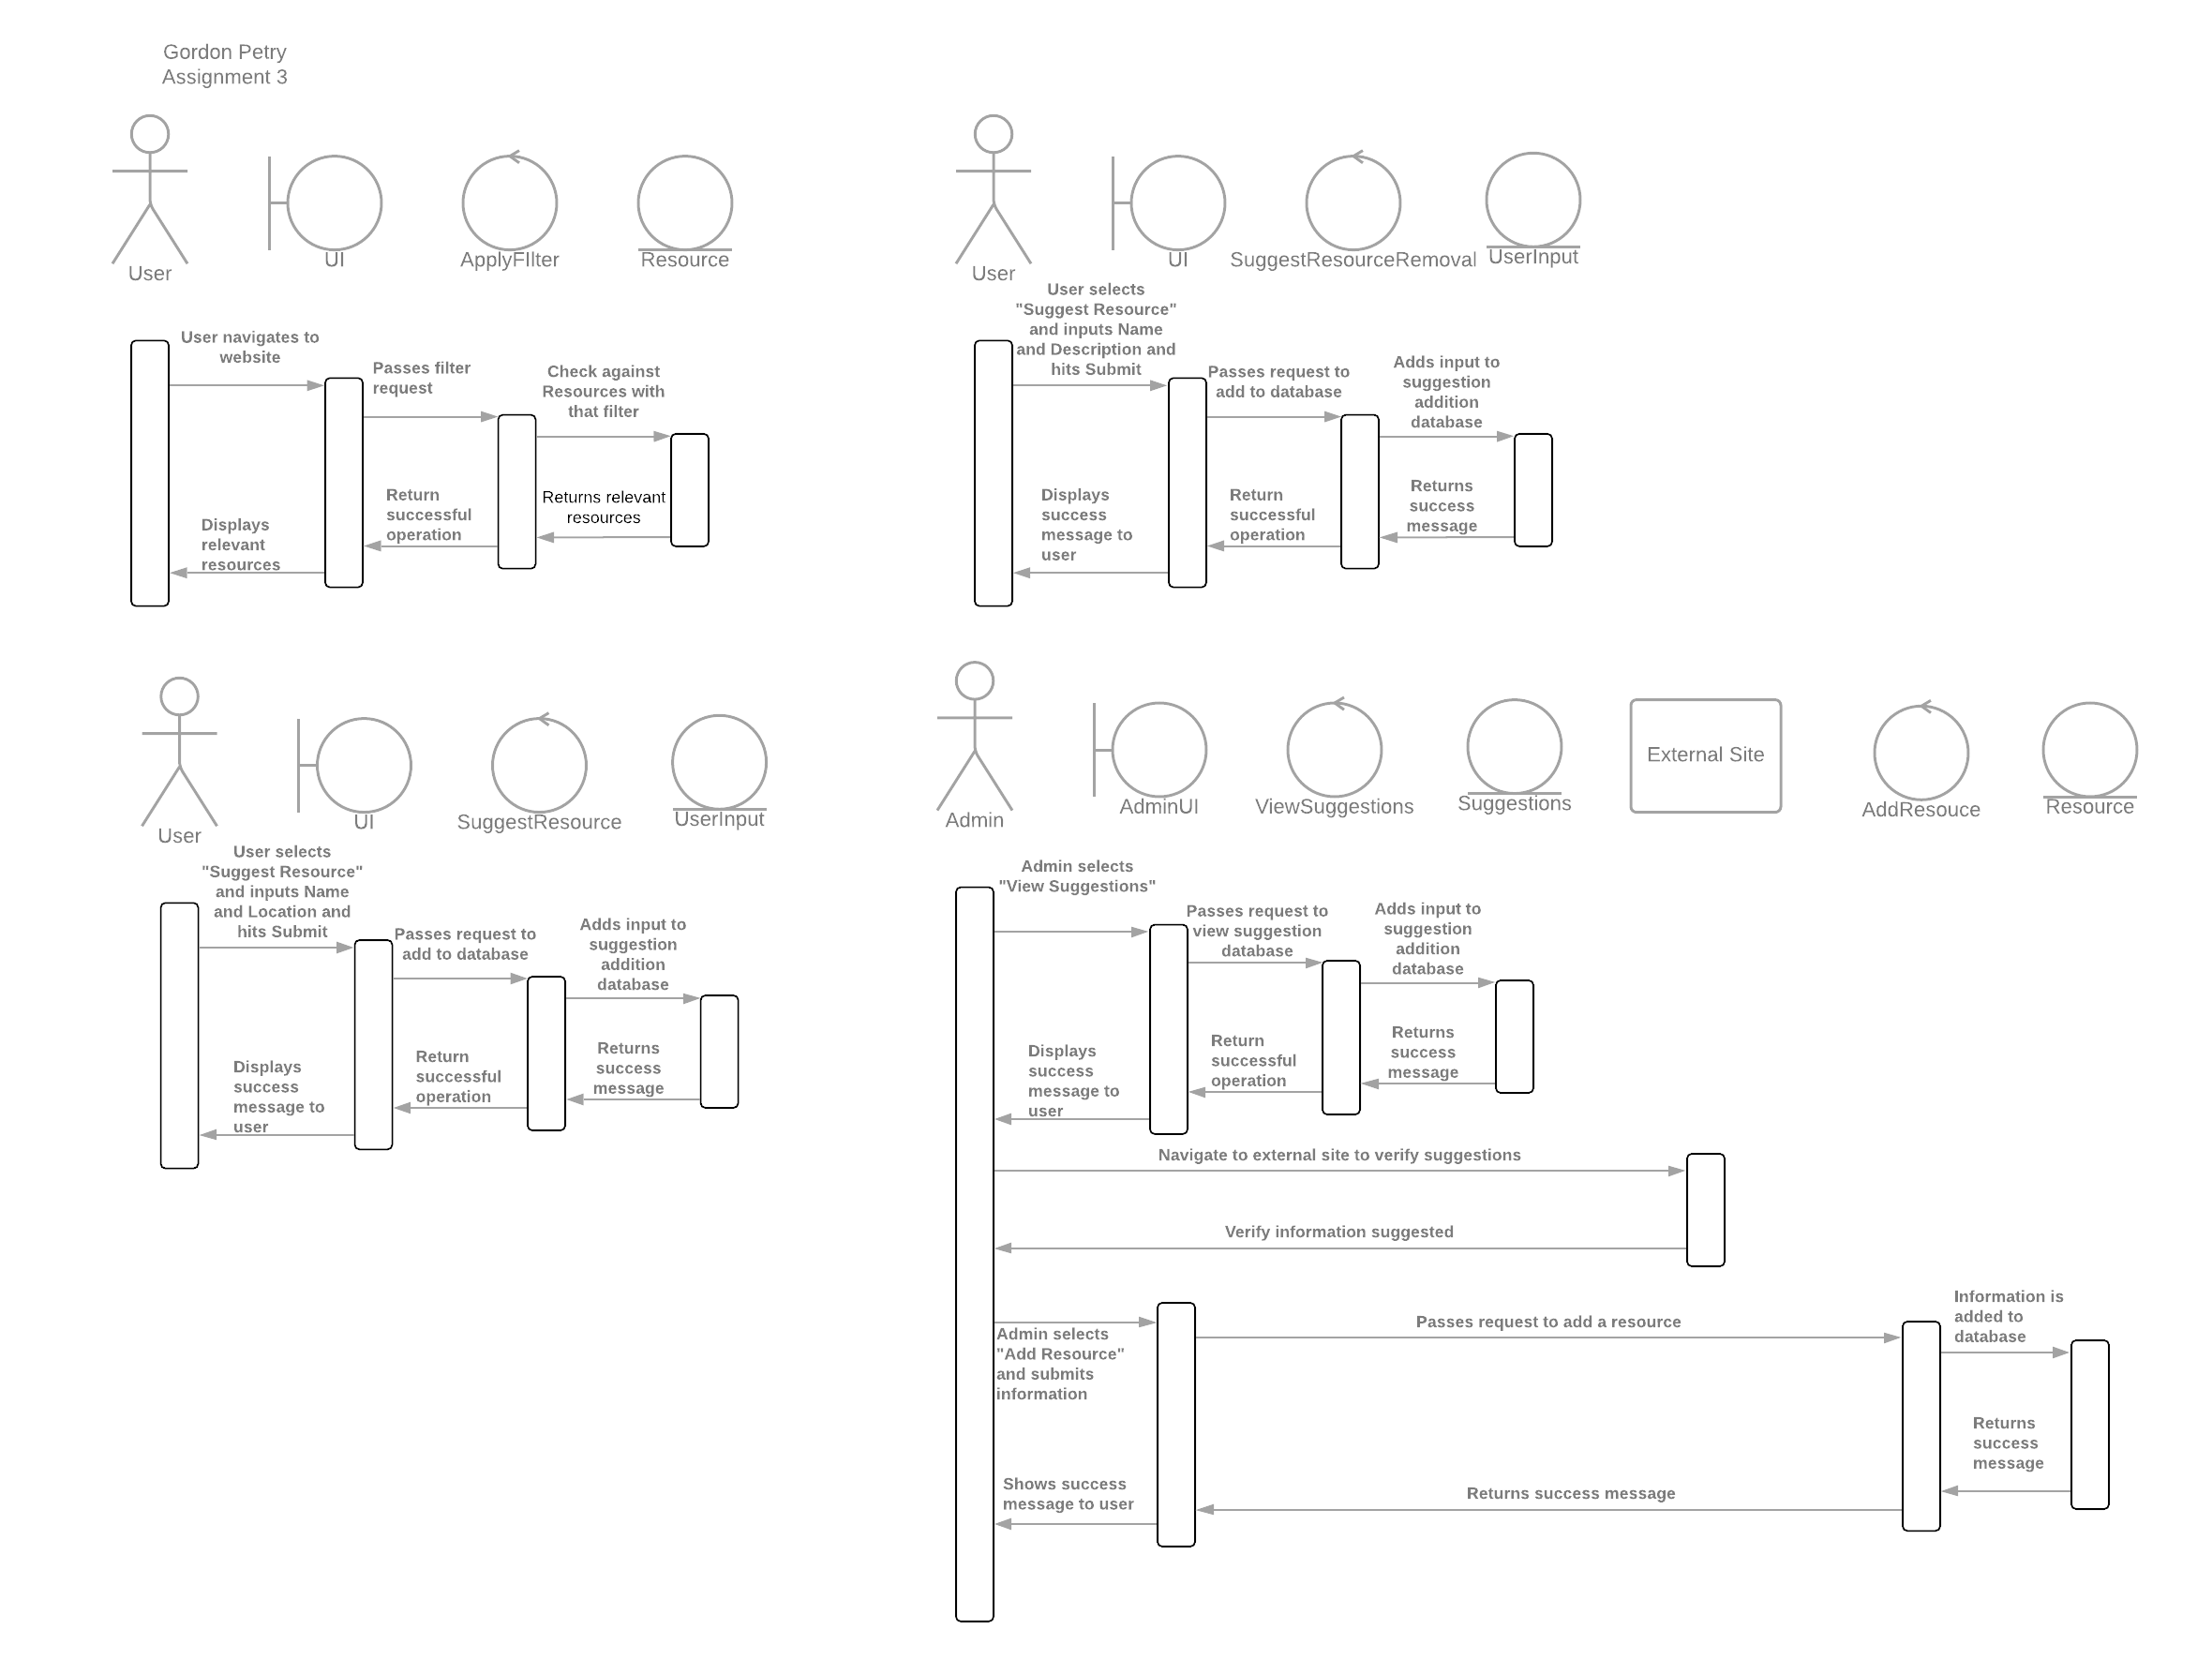 Gordon Petry
Assignment 3
User
UI
ApplyFIlter
Resource
User navigates to
website
Passes filter
request
Check against
Resources with
that filter
Returns relevant
resources
Return
successful
operation
Displays
relevant
resources
User
UI
SuggestResourceRemoval
UserInput
User selects
"Suggest Resource"
and inputs Name
and Description and
hits Submit
Passes request to
add to database
Adds input to
suggestion
addition
database
Returns
success
message
Return
successful
operation
Displays
success
message to
user
User
UI
SuggestResource
UserInput
User selects
"Suggest Resource"
and inputs Name
and Location and
hits Submit
Passes request to
add to database
Adds input to
suggestion
addition
database
Returns
success
message
Return
successful
operation
Displays
success
message to
user
Admin
AdminUI
ViewSuggestions
Suggestions
External Site
AddResouce
Resource
Admin selects
"View Suggestions"
Passes request to
view suggestion
database
Adds input to
suggestion
addition
database
Returns
success
message
Return
successful
operation
Displays
success
message to
user
Navigate to external site to verify suggestions
Verify information suggested
Admin selects
"Add Resource"
and submits
information
Passes request to add a resource
Information is
added to
database
Returns
success
message
Returns success message
Shows success
message to user